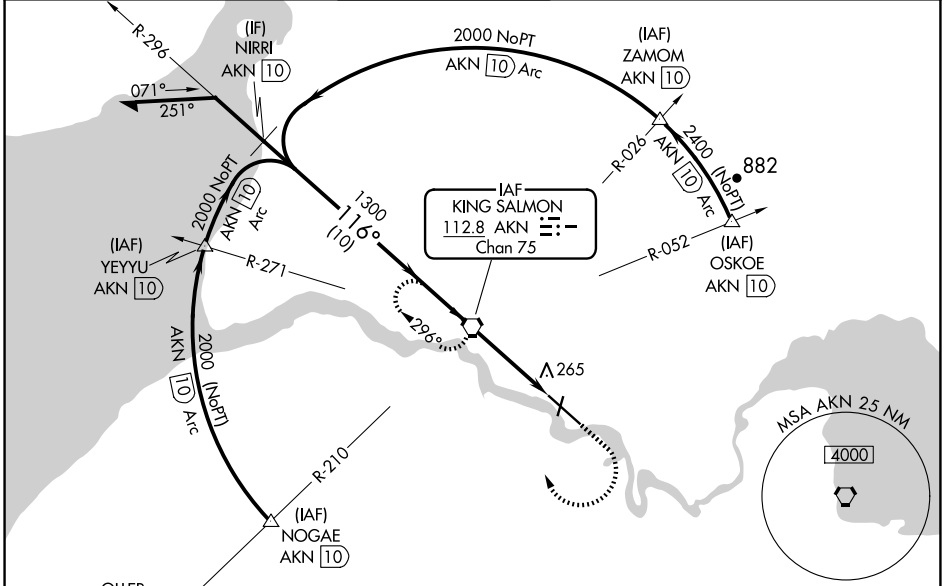 R-296
(IF)
NIRRI
AKN 10
071°
251°
2000 NoPT
AKN 10 Arc
(IAF)
ZAMOM
AKN 10
R-026
2400 (NoPT)
AKN 10 Arc
882
R-052
(IAF)
OSKOE
AKN 10
2000 NoPT
AKN 10 Arc
(IAF)
YEYYU
AKN 10
R-271
1300
116°
(10)
IAF
KING SALMON
112.8 AKN
Chan 75
296°
265
2000 (NoPT)
AKN 10 Arc
R-210
(IAF)
NOGAE
AKN 10
MSA AKN 25 NM
4000